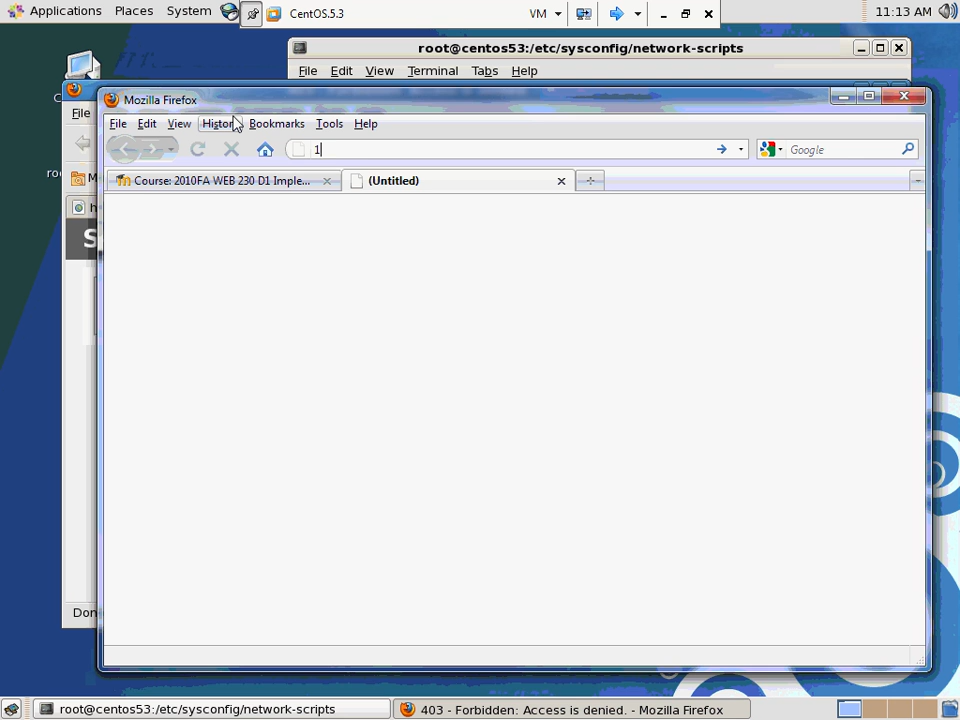 Applications Places System CentOS.5.3 VM 11:13 AM
root@centos53:/etc/sysconfig/network-scripts
File Edit View Terminal Tabs Help
Mozilla Firefox
File
File Edit View History Bookmarks Tools Help
1 Google
Course: 2010FA WEB 230 D1 Imple... (Untitled)
Don
root@centos53:/etc/sysconfig/network-scripts 403 - Forbidden: Access is denied. - Mozilla Firefox